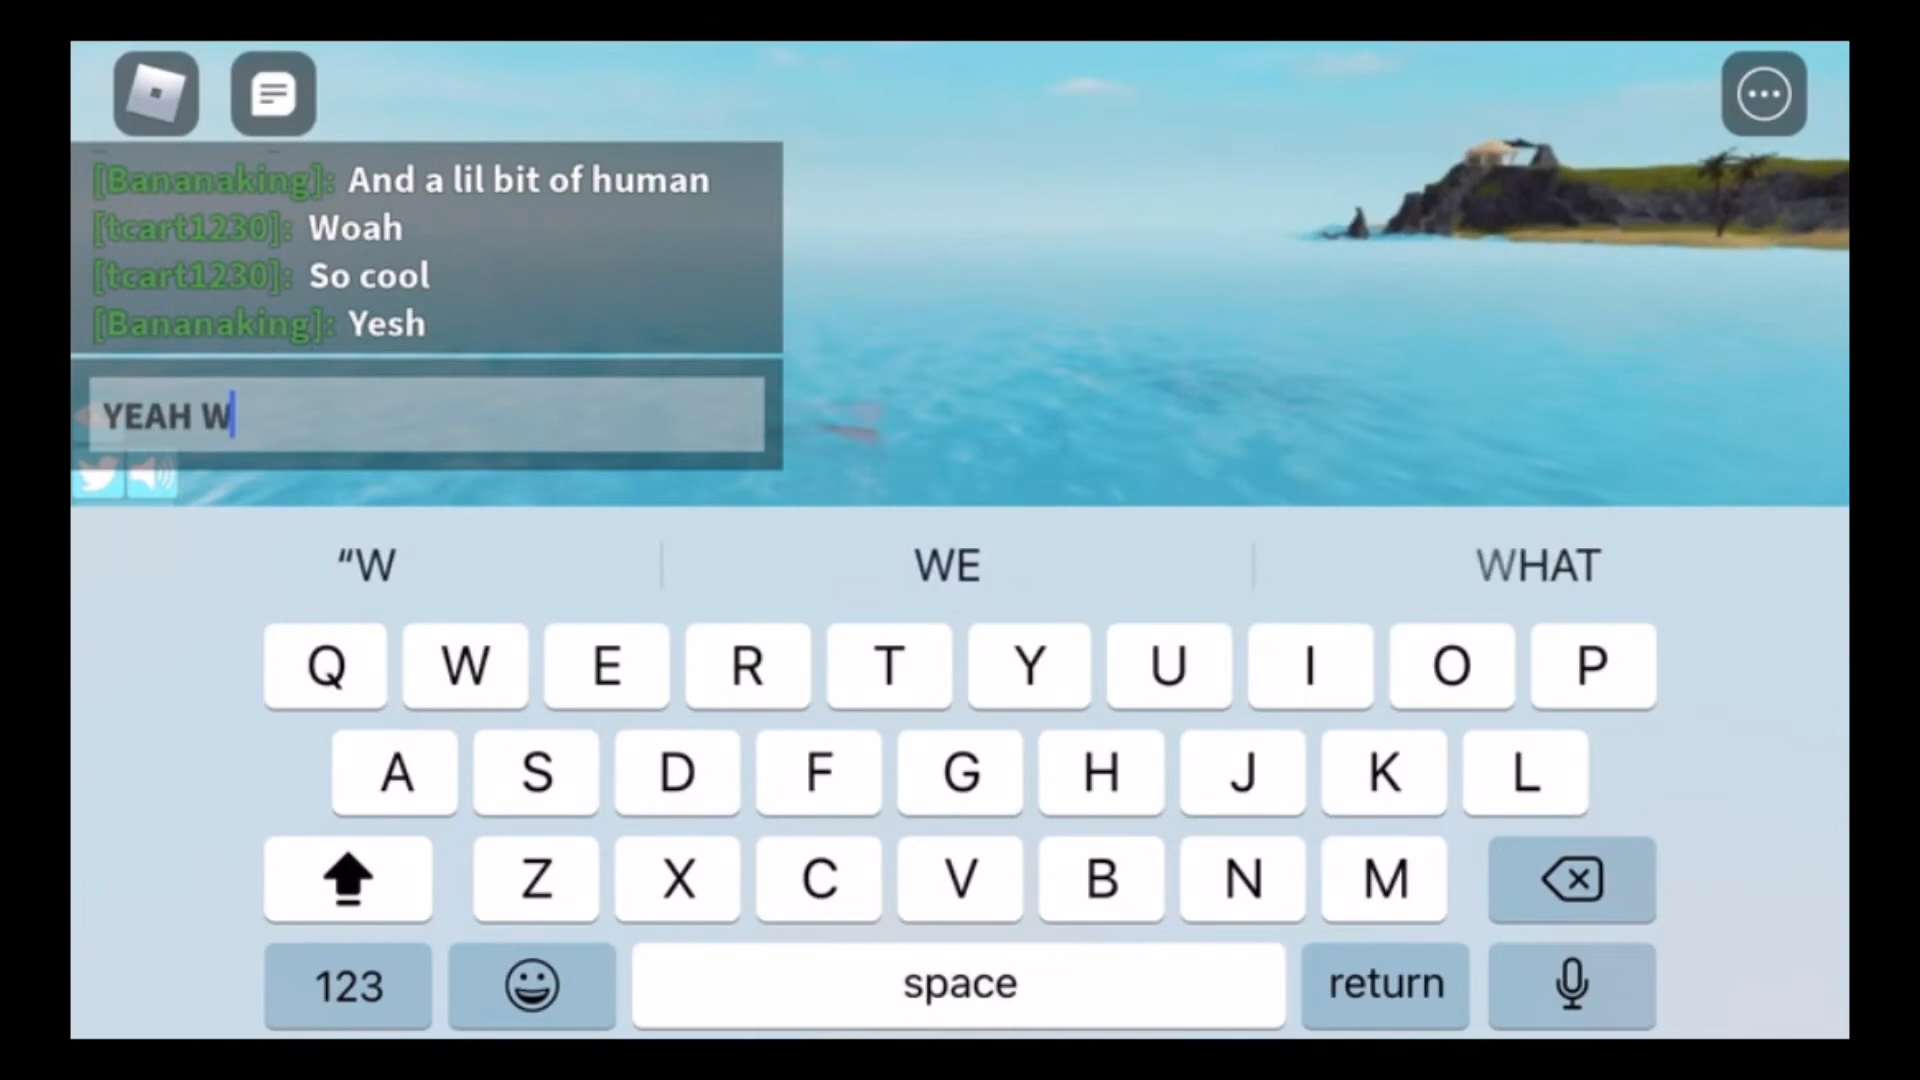 [Bananaking]: And a lil bit of human
[tcart1230]: Woah
[tcart1230]: So cool
[Bananaking]: Yesh
YEAH W
“W WE WHAT
Q W E R T Y U I O P
A S D F G H J K L
Z X C V B N M
123 space return